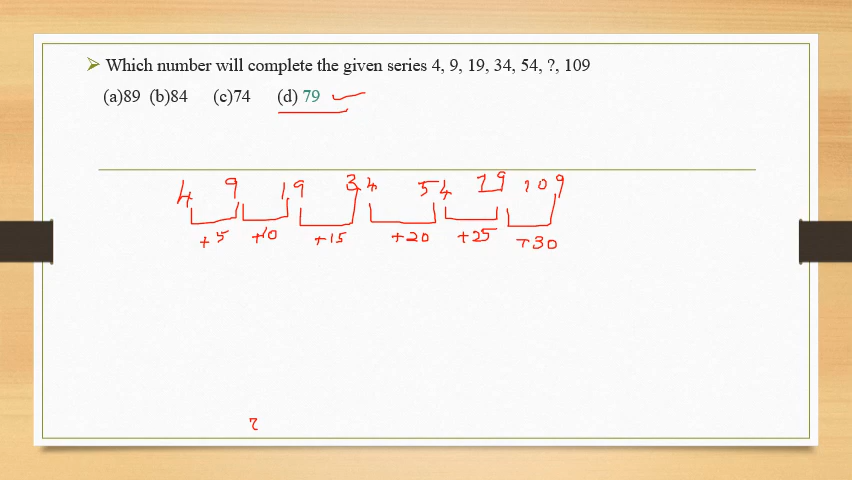 Which number will complete the given series 4, 9, 19, 34, 54, ?, 109
(a)89 (b)84 (c)74 (d) 79
4 9 19 34 54 79 109
+5 +10 +15 +20 +25 +30